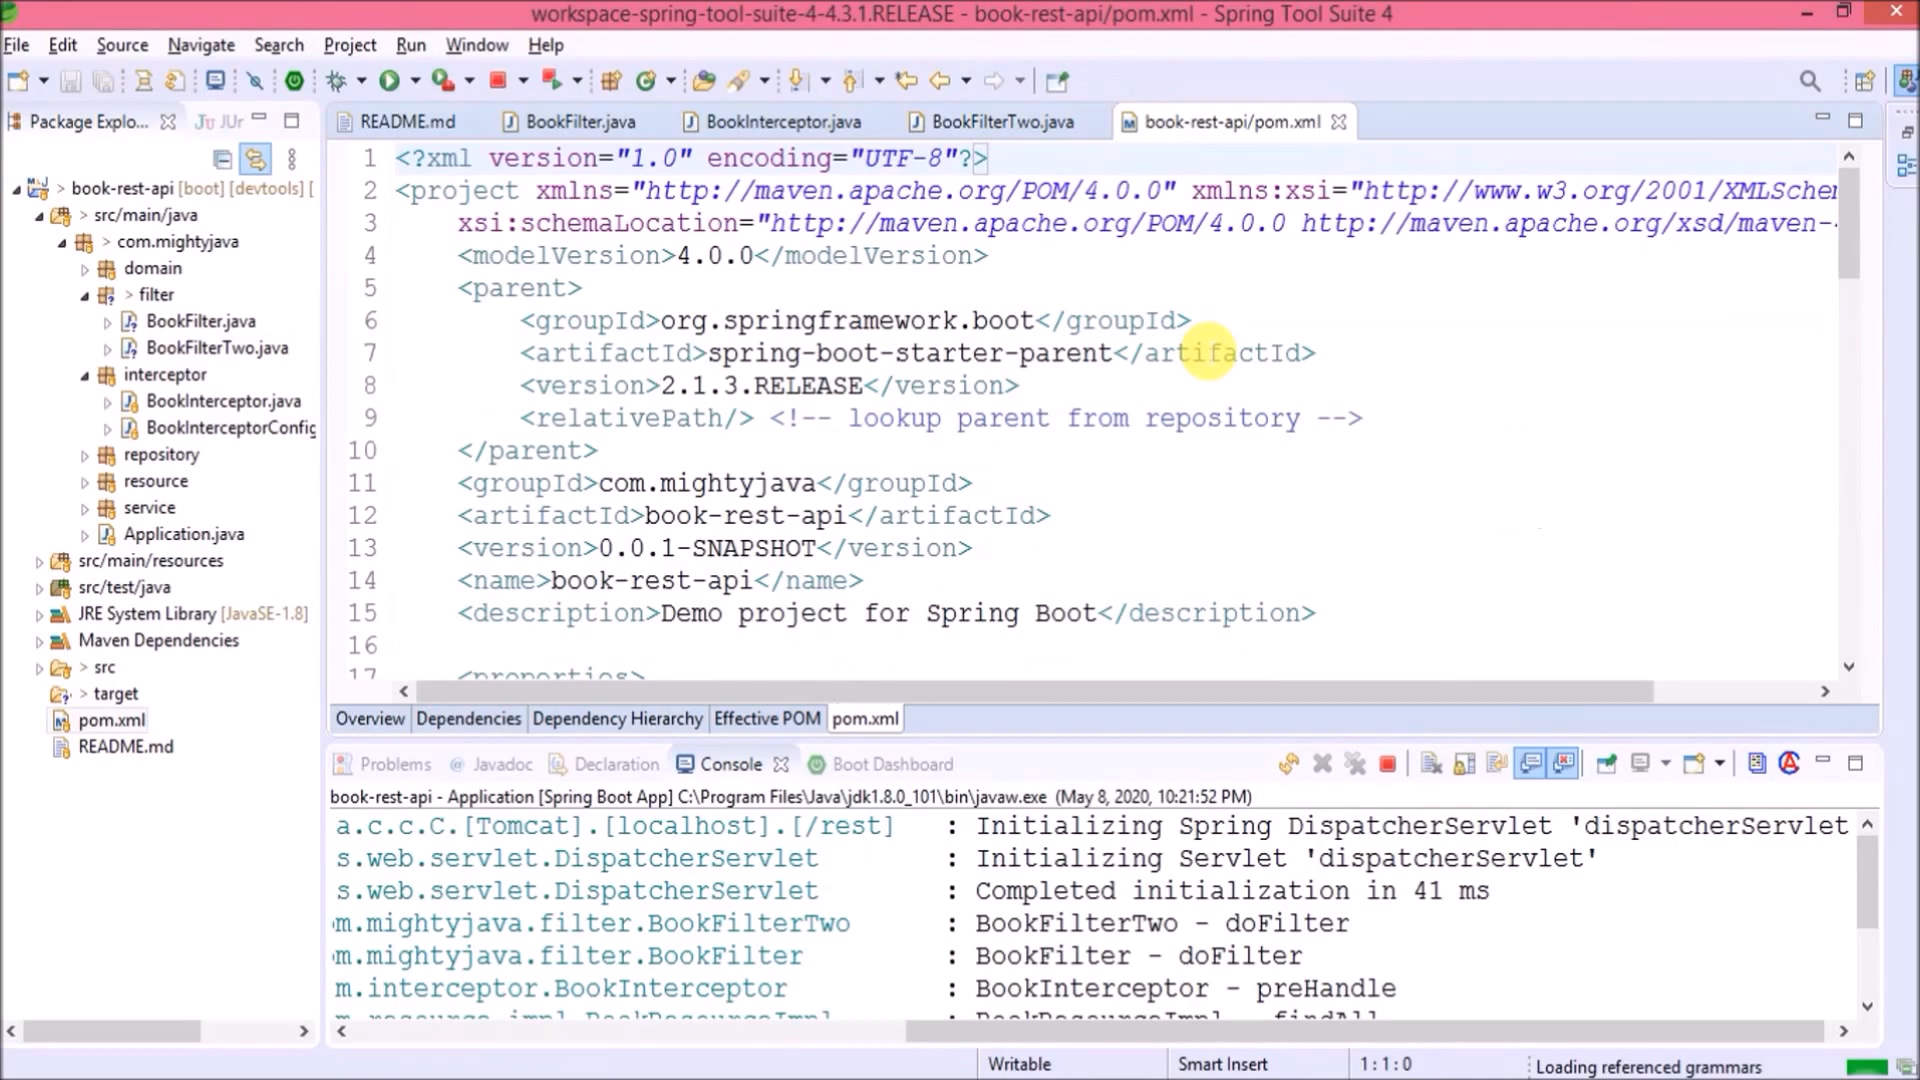 workspace-spring-tool-suite-4-4.3.1.RELEASE - book-rest-api/pom.xml - Spring Tool Suite 4
File Edit Source Navigate Search Project Run Window Help
Package Explo... JUr
README.md BookFilter.java BookInterceptor.java BookFilterTwo.java book-rest-api/pom.xml
> book-rest-api [boot] [devtools] [
> src/main/java
> com.mightyjava
domain
> filter
BookFilter.java
BookFilterTwo.java
interceptor
BookInterceptor.java
BookInterceptorConfig
repository
resource
service
Application.java
src/main/resources
src/test/java
JRE System Library [JavaSE-1.8]
Maven Dependencies
> src
> target
pom.xml
README.md
1 <?xml version="1.0" encoding="UTF-8"?>
2 <project xmlns="http://maven.apache.org/POM/4.0.0" xmlns:xsi="http://www.w3.org/2001/XMLSchem
3 xsi:schemaLocation="http://maven.apache.org/POM/4.0.0 http://maven.apache.org/xsd/maven-
4 <modelVersion>4.0.0</modelVersion>
5 <parent>
6 <groupId>org.springframework.boot</groupId>
7 <artifactId>spring-boot-starter-parent</artifactId>
8 <version>2.1.3.RELEASE</version>
9 <relativePath/> <!-- lookup parent from repository -->
10 </parent>
11 <groupId>com.mightyjava</groupId>
12 <artifactId>book-rest-api</artifactId>
13 <version>0.0.1-SNAPSHOT</version>
14 <name>book-rest-api</name>
15 <description>Demo project for Spring Boot</description>
16
17 <properties>
Overview Dependencies Dependency Hierarchy Effective POM pom.xml
Problems @ Javadoc Declaration Console Boot Dashboard
book-rest-api - Application [Spring Boot App] C:\Program Files\Java\jdk1.8.0_101\bin\javaw.exe (May 8, 2020, 10:21:52 PM)
a.c.c.C.[Tomcat].[localhost].[/rest] : Initializing Spring DispatcherServlet 'dispatcherServlet
s.web.servlet.DispatcherServlet : Initializing Servlet 'dispatcherServlet'
s.web.servlet.DispatcherServlet : Completed initialization in 41 ms
m.mightyjava.filter.BookFilterTwo : BookFilterTwo - doFilter
m.mightyjava.filter.BookFilter : BookFilter - doFilter
m.interceptor.BookInterceptor : BookInterceptor - preHandle
m.resource.impl.BookResourceImpl : BookResourceImpl - findAll
Writable Smart Insert 1:1:0 Loading referenced grammars